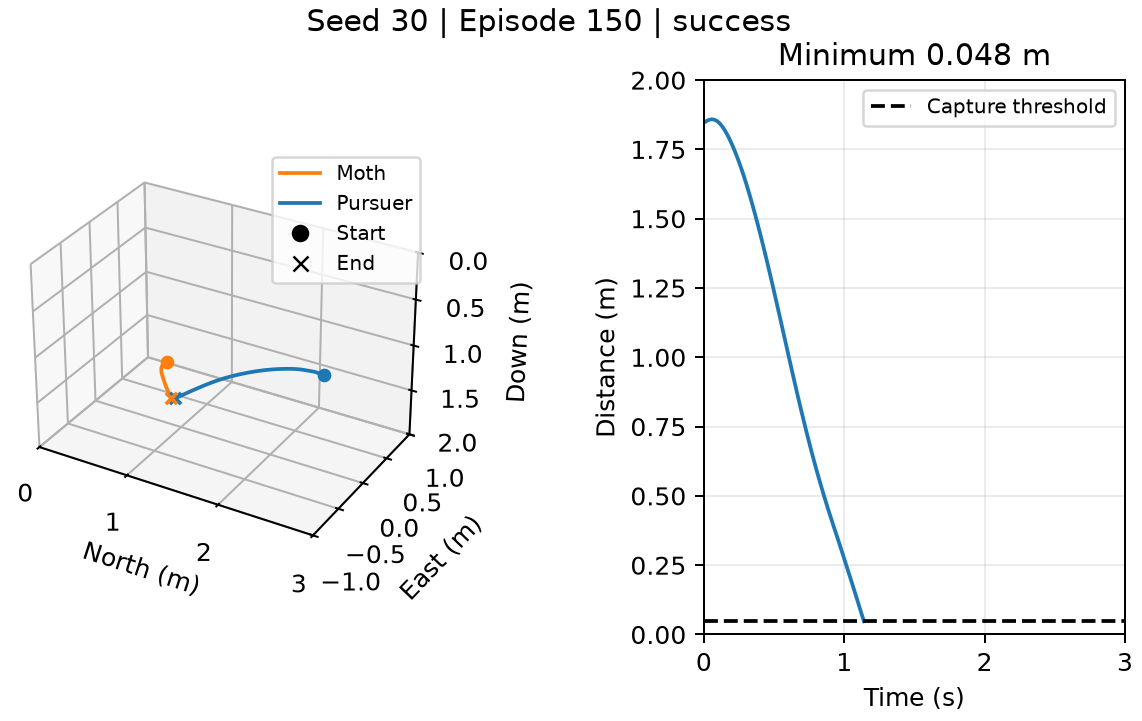 Seed 30 | Episode 150 | success
Moth
Pursuer
Start
End
0.0
0.5
1.0
1.5
2.0
Down (m)
1.0
0.5
0.0
−0.5
−1.0
East (m)
0
1
2
3
North (m)
Minimum 0.048 m
Capture threshold
2.00
1.75
1.50
1.25
1.00
0.75
0.50
0.25
0.00
Distance (m)
0
1
2
3
Time (s)